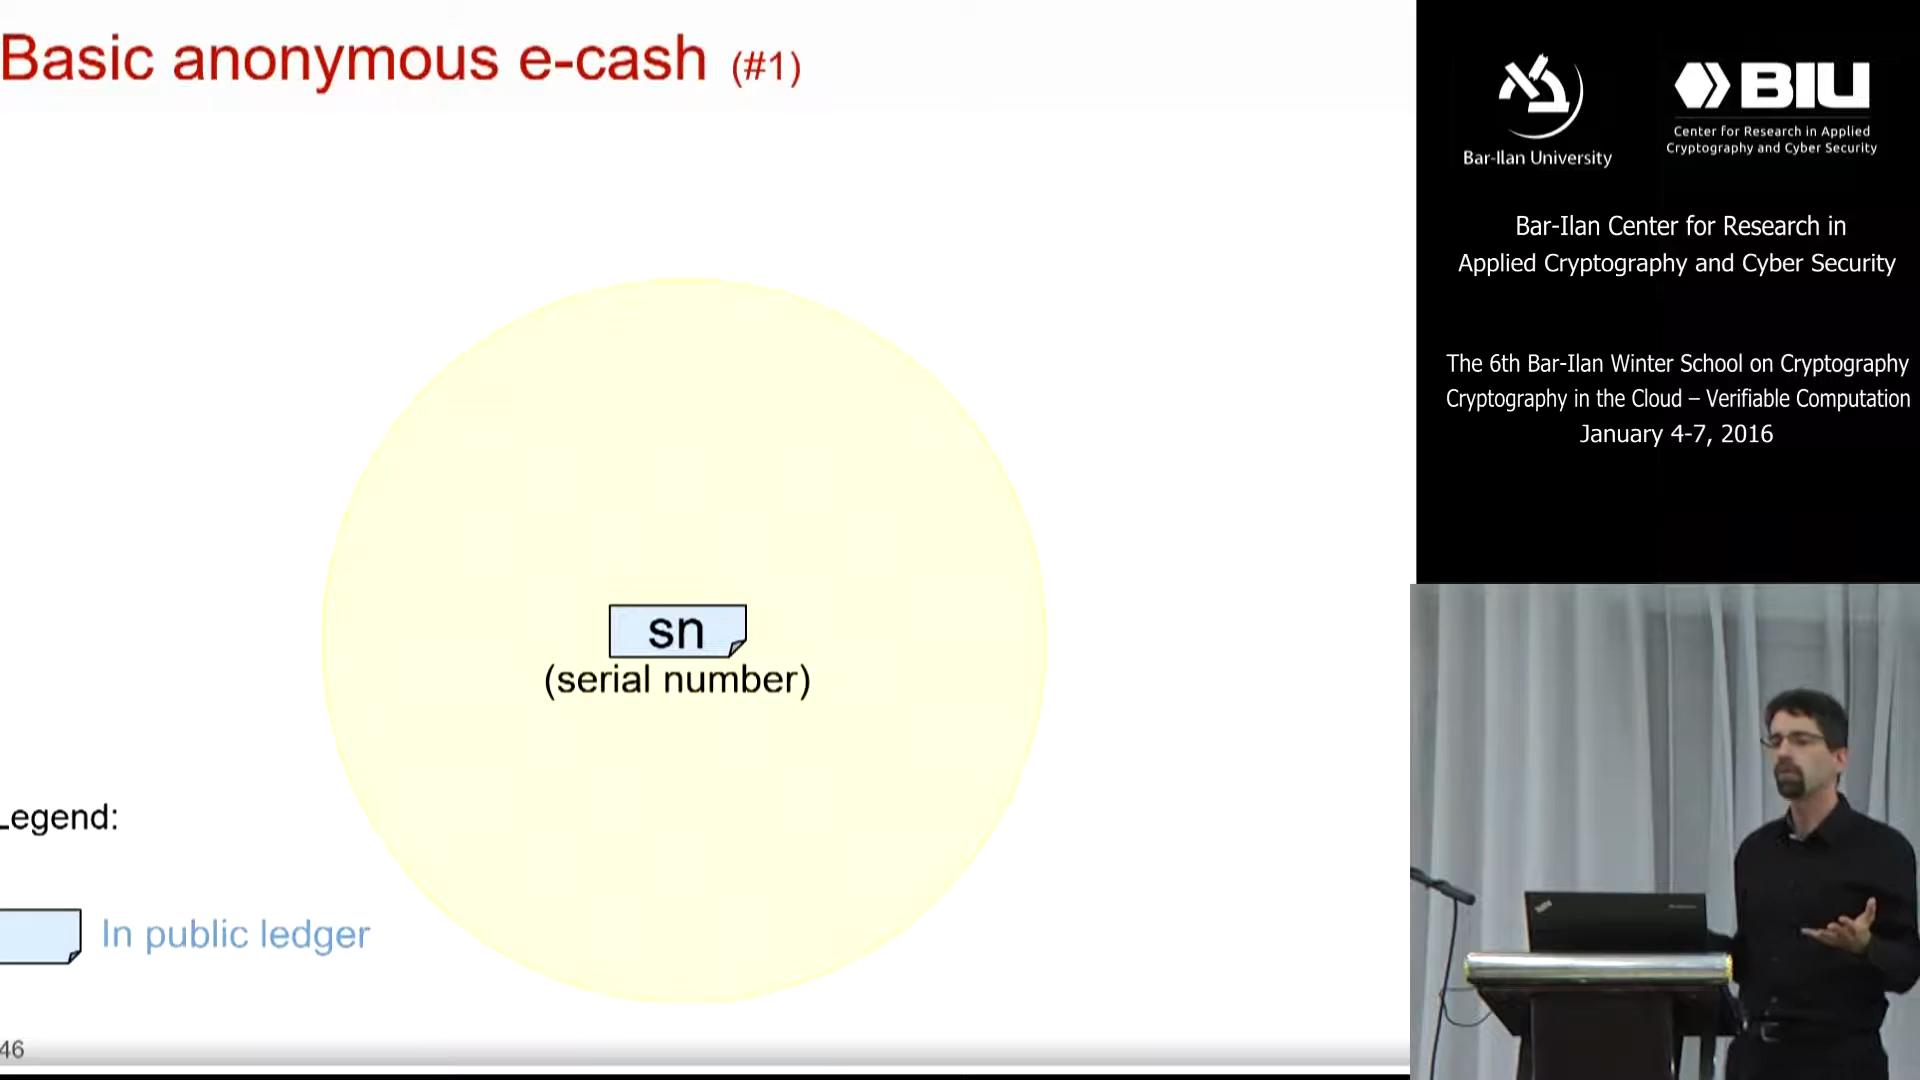 Basic anonymous e-cash (#1)
sn
(serial number)
Legend:
In public ledger
46
Bar-Ilan University
BIU
Center for Research in Applied
Cryptography and Cyber Security
Bar-Ilan Center for Research in
Applied Cryptography and Cyber Security
The 6th Bar-Ilan Winter School on Cryptography
Cryptography in the Cloud – Verifiable Computation
January 4-7, 2016